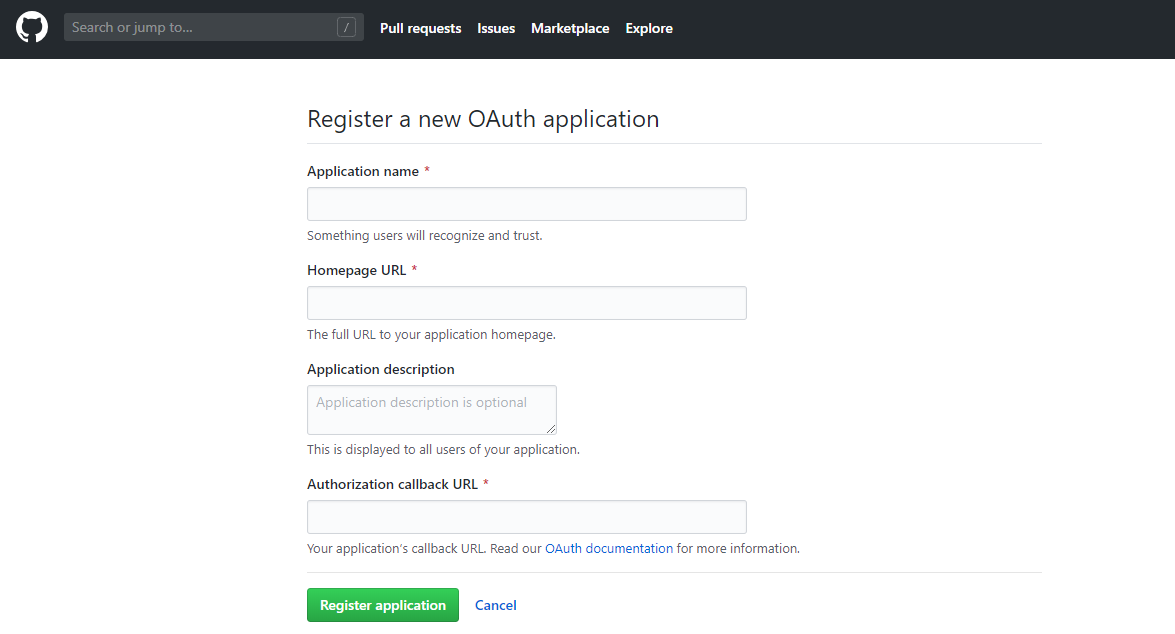 Search or jump to...
/
Pull requests
Issues
Marketplace
Explore
Register a new OAuth application
Application name *
Something users will recognize and trust.
Homepage URL *
The full URL to your application homepage.
Application description
Application description is optional
This is displayed to all users of your application.
Authorization callback URL *
Your application’s callback URL. Read our OAuth documentation for more information.
Register application
Cancel